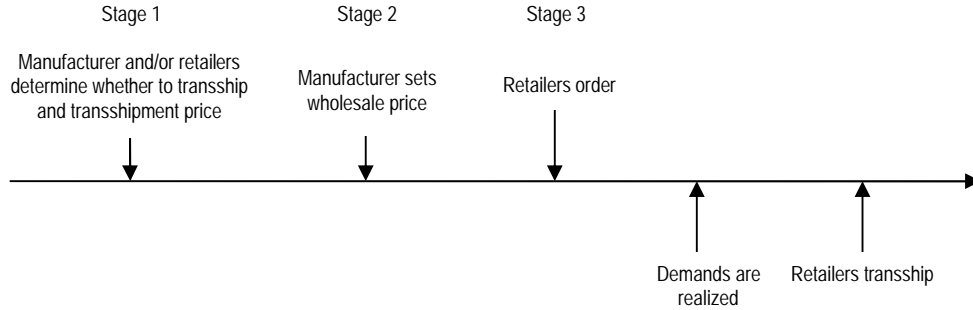 Stage 1
Stage 2
Stage 3
Manufacturer and/or retailers
determine whether to transship
and transshipment price
Manufacturer sets
wholesale price
Retailers order
Demands are
realized
Retailers transship